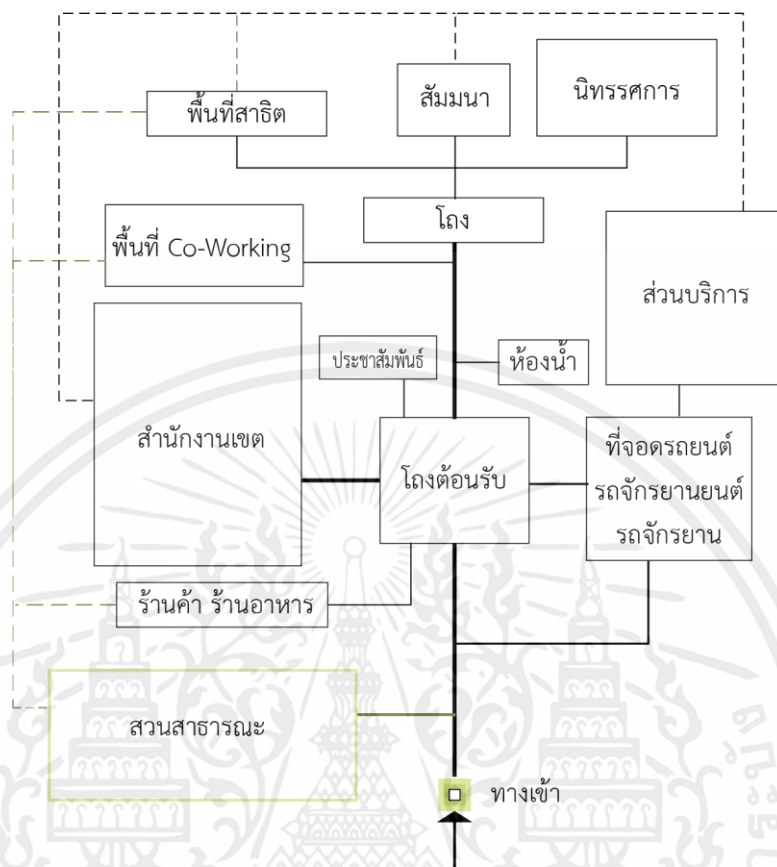 สัมมนา
นิทรรศการ
พื้นที่สาธิต
โถง
พื้นที่ Co-Working
ส่วนบริการ
ประชาสัมพันธ์
ห้องน้ำ
สำนักงานเขต
โถงต้อนรับ
ที่จอดรถยนต์
รถจักรยานยนต์
รถจักรยาน
ร้านค้า ร้านอาหาร
สวนสาธารณะ
ทางเข้า